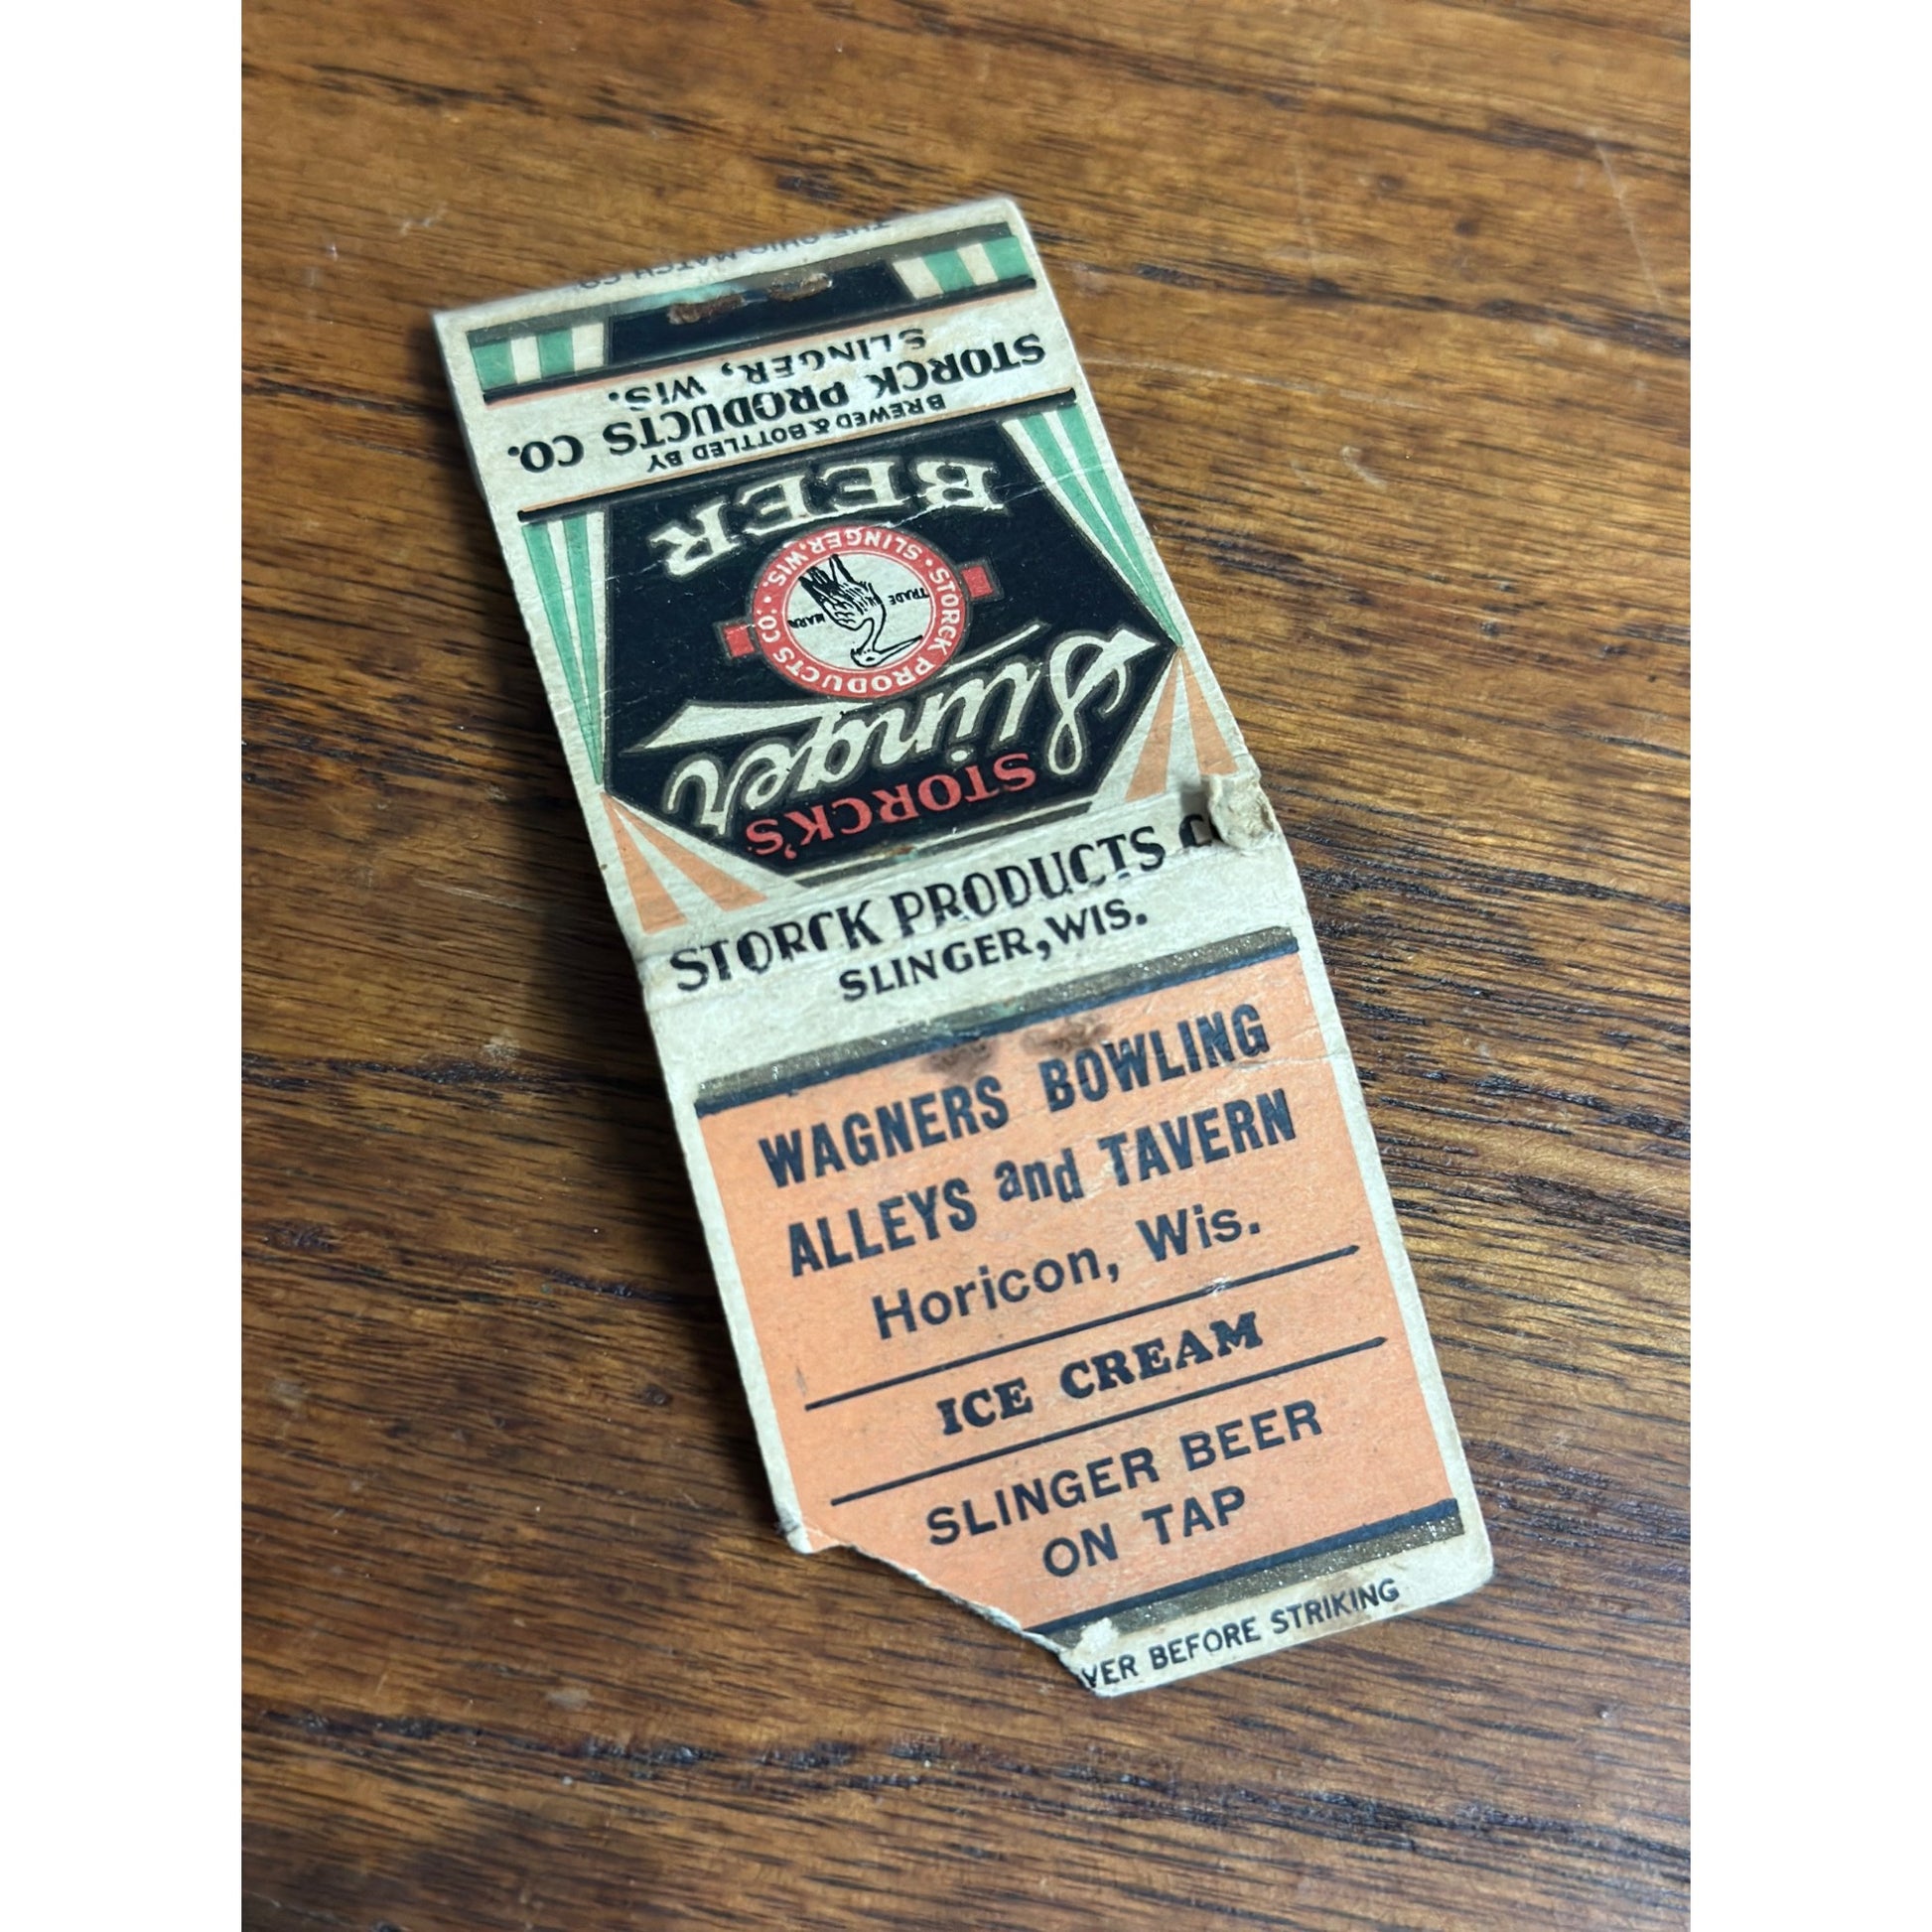 THE OHIO MATCH CO.
STORCK'S
Slinger
STORCK PRODUCTS CO. · SLINGER, WIS. ·
TRADE MARK
BEER
BREWED & BOTTLED BY
STORCK PRODUCTS CO.
SLINGER, WIS.
STORCK PRODUCTS C
SLINGER, WIS.
WAGNERS BOWLING
ALLEYS and TAVERN
Horicon, Wis.
ICE CREAM
SLINGER BEER
ON TAP
VER BEFORE STRIKING